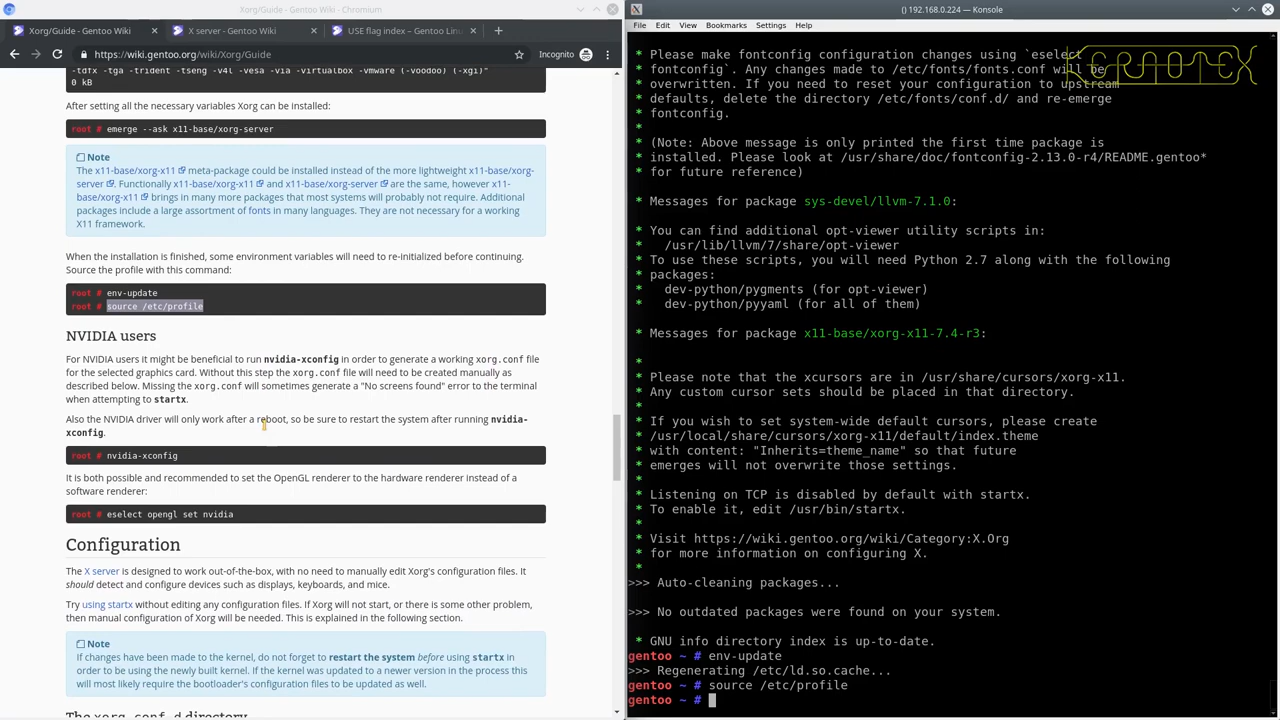 Xorg/Guide - Gentoo Wiki - Chromium
Xorg/Guide - Gentoo Wiki
X server - Gentoo Wiki
USE flag index – Gentoo Linu
https://wiki.gentoo.org/wiki/Xorg/Guide
Incognito
-tdfx -tga -trident -tseng -v4l -vesa -via -virtualbox -vmware (-voodoo) (-xgi)"
0 kB
After setting all the necessary variables Xorg can be installed:
root # emerge --ask x11-base/xorg-server
Note
The x11-base/xorg-x11 meta-package could be installed instead of the more lightweight x11-base/xorg-
server . Functionally x11-base/xorg-x11 and x11-base/xorg-server are the same, however x11-
base/xorg-x11 brings in many more packages that most systems will probably not require. Additional
packages include a large assortment of fonts in many languages. They are not necessary for a working
X11 framework.
When the installation is finished, some environment variables will need to re-initialized before continuing.
Source the profile with this command:
root # env-update
root # source /etc/profile
NVIDIA users
For NVIDIA users it might be beneficial to run nvidia-xconfig in order to generate a working xorg.conf file
for the selected graphics card. Without this step the xorg.conf file will need to be created manually as
described below. Missing the xorg.conf will sometimes generate a "No screens found" error to the terminal
when attempting to startx.
Also the NVIDIA driver will only work after a reboot, so be sure to restart the system after running nvidia-
xconfig.
root # nvidia-xconfig
It is both possible and recommended to set the OpenGL renderer to the hardware renderer instead of a
software renderer:
root # eselect opengl set nvidia
Configuration
The X server is designed to work out-of-the-box, with no need to manually edit Xorg's configuration files. It
should detect and configure devices such as displays, keyboards, and mice.
Try using startx without editing any configuration files. If Xorg will not start, or there is some other problem,
then manual configuration of Xorg will be needed. This is explained in the following section.
Note
If changes have been made to the kernel, do not forget to restart the system before using startx in
order to be using the newly built kernel. If the kernel was updated to a newer version in the process this
will most likely require the bootloader's configuration files to be updated as well.
The xorg.conf.d directory
() 192.168.0.224 — Konsole
File Edit View Bookmarks Settings Help
KERNOTEX
* Please make fontconfig configuration changes using `eselect
* fontconfig`. Any changes made to /etc/fonts/fonts.conf will be
* overwritten. If you need to reset your configuration to upstream
* defaults, delete the directory /etc/fonts/conf.d/ and re-emerge
* fontconfig.
*
* (Note: Above message is only printed the first time package is
* installed. Please look at /usr/share/doc/fontconfig-2.13.0-r4/README.gentoo*
* for future reference)
* Messages for package sys-devel/llvm-7.1.0:
* You can find additional opt-viewer utility scripts in:
* /usr/lib/llvm/7/share/opt-viewer
* To use these scripts, you will need Python 2.7 along with the following
* packages:
* dev-python/pygments (for opt-viewer)
* dev-python/pyyaml (for all of them)
* Messages for package x11-base/xorg-x11-7.4-r3:
*
* Please note that the xcursors are in /usr/share/cursors/xorg-x11.
* Any custom cursor sets should be placed in that directory.
*
* If you wish to set system-wide default cursors, please create
* /usr/local/share/cursors/xorg-x11/default/index.theme
* with content: "Inherits=theme_name" so that future
* emerges will not overwrite those settings.
*
* Listening on TCP is disabled by default with startx.
* To enable it, edit /usr/bin/startx.
*
* Visit https://wiki.gentoo.org/wiki/Category:X.Org
* for more information on configuring X.
*
>>> Auto-cleaning packages...
>>> No outdated packages were found on your system.
* GNU info directory index is up-to-date.
gentoo ~ # env-update
>>> Regenerating /etc/ld.so.cache...
gentoo ~ # source /etc/profile
gentoo ~ #